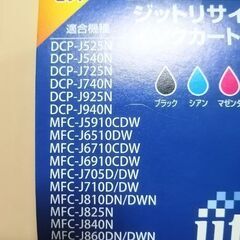 ジットリサイ
適合機種
カート
DCP-J525N
DCP-J540N
DCP-J725N
DCP-J740N
DCP-J925N
DCP-J940N
MFC-J5910CDW
MFC-J6510DW
MFC-J6710CDW
MFC-J6910CDW
MFC-J705D/DW
MFC-J710D/DW
MFC-J810DN/DWN
MFC-J825N
MFC-J840N
MFC-J860DN/DWN
ブラック
シアン
マゼンタ